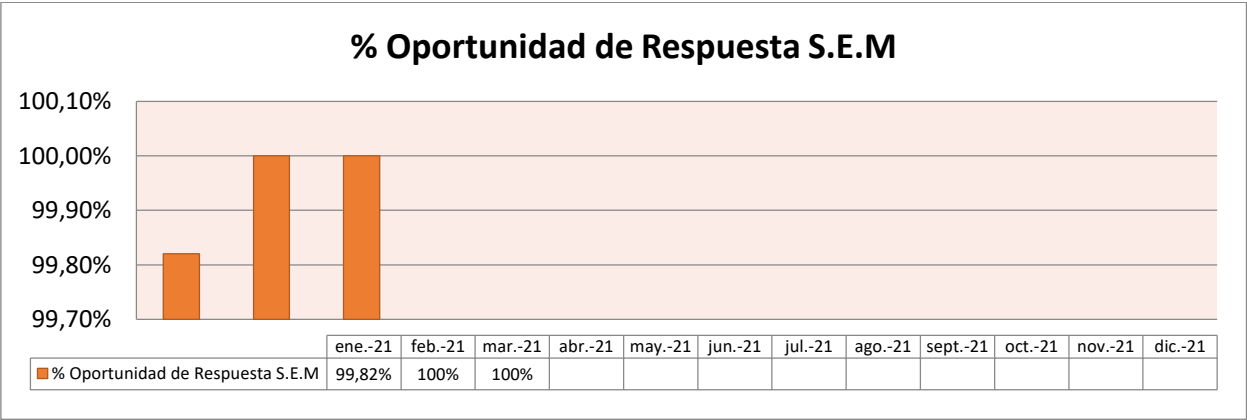 % Oportunidad de Respuesta S.E.M
100,10%
100,00%
99,90%
99,80%
99,70%
ene.-21 feb.-21 mar.-21 abr.-21 may.-21 jun.-21 jul.-21 ago.-21 sept.-21 oct.-21 nov.-21 dic.-21
% Oportunidad de Respuesta S.E.M 99,82% 100% 100%